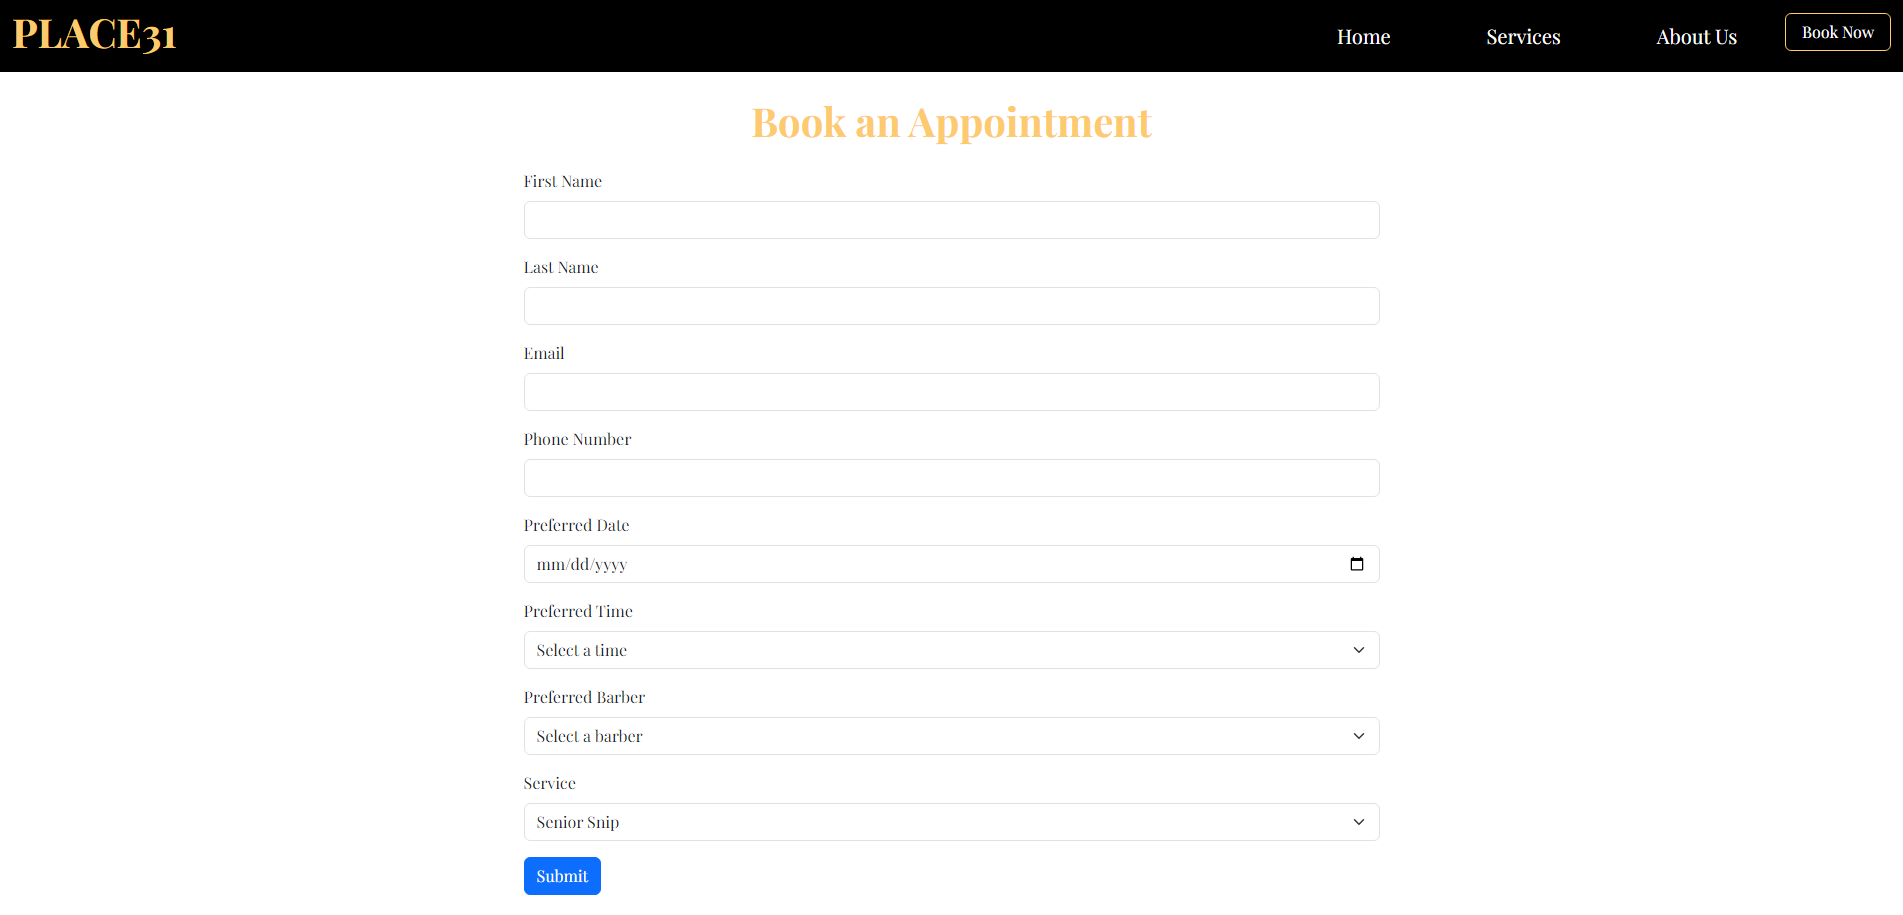 PLACE31
Home Services About Us Book Now
Book an Appointment
First Name
Last Name
Email
Phone Number
Preferred Date
mm/dd/yyyy
Preferred Time
Select a time
Preferred Barber
Select a barber
Service
Senior Snip
Submit